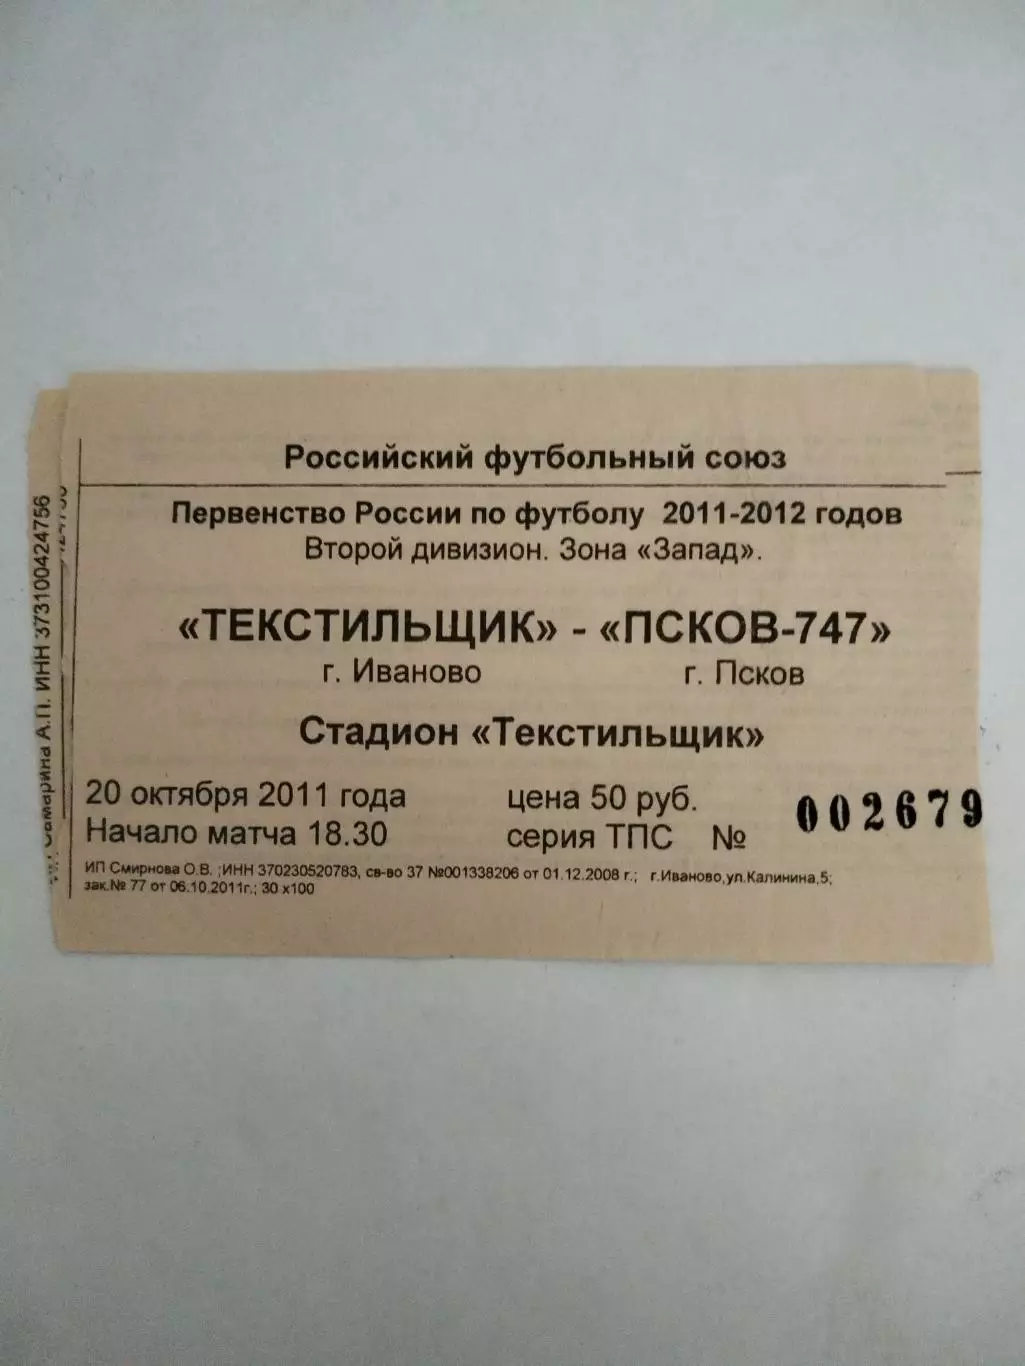 Российский футбольный союз
Первенство России по футболу 2011-2012 годов
Второй дивизион. Зона «Запад».
«ТЕКСТИЛЬЩИК» - «ПСКОВ-747»
г. Иваново г. Псков
Стадион «Текстильщик»
20 октября 2011 года цена 50 руб.
Начало матча 18.30 серия ТПС № 002679
ИП Смирнова О.В. ;ИНН 370230520783, св-во 37 №001338206 от 01.12.2008 г.; г.Иваново,ул.Калинина,5;
зак.№ 77 от 06.10.2011г.; 30 х100
Самарина А.П. ИНН 373100424756